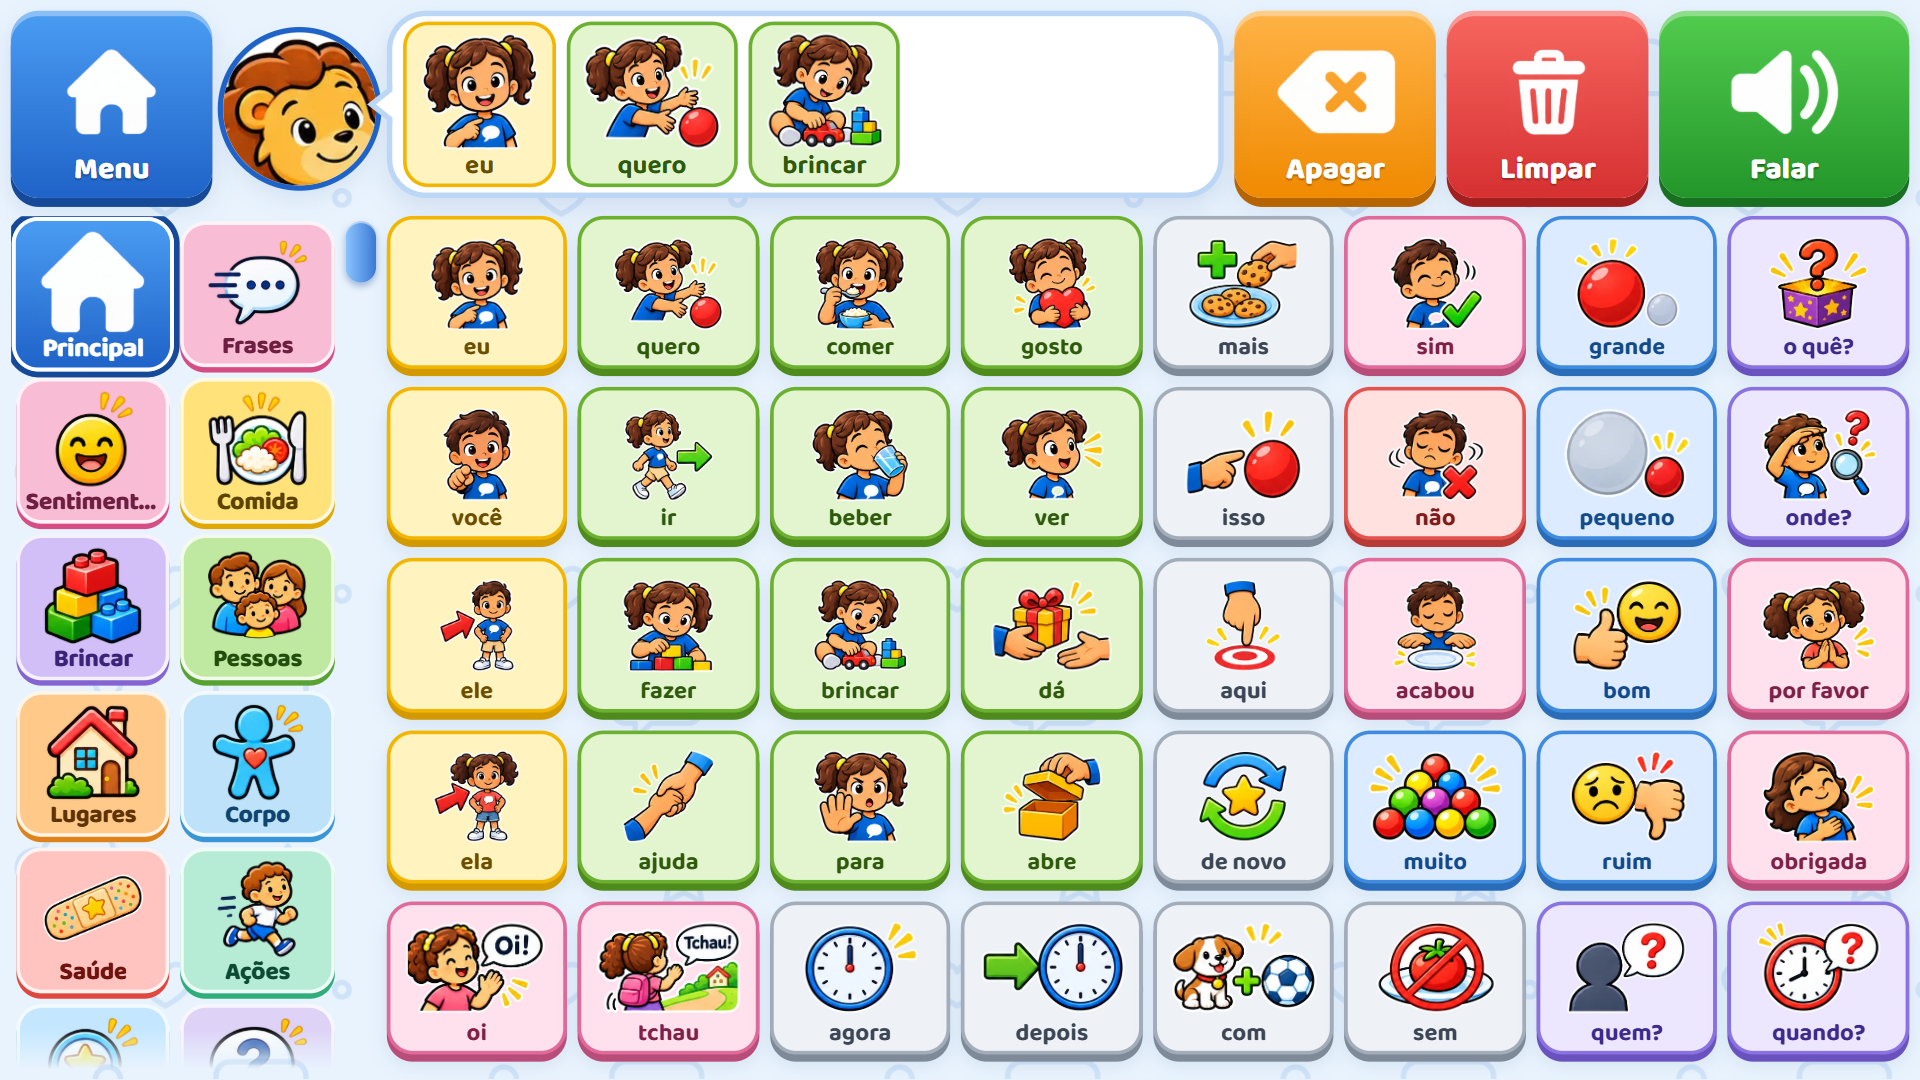 Menu
eu
quero
brincar
Apagar
Limpar
Falar
Principal
Frases
Sentiment...
Comida
Brincar
Pessoas
Lugares
Corpo
Saúde
Ações
eu
quero
comer
gosto
mais
sim
grande
o quê?
você
ir
beber
ver
isso
não
pequeno
onde?
ele
fazer
brincar
dá
aqui
acabou
bom
por favor
ela
ajuda
para
abre
de novo
muito
ruim
obrigada
Oi!
oi
Tchau!
tchau
agora
depois
com
sem
quem?
quando?